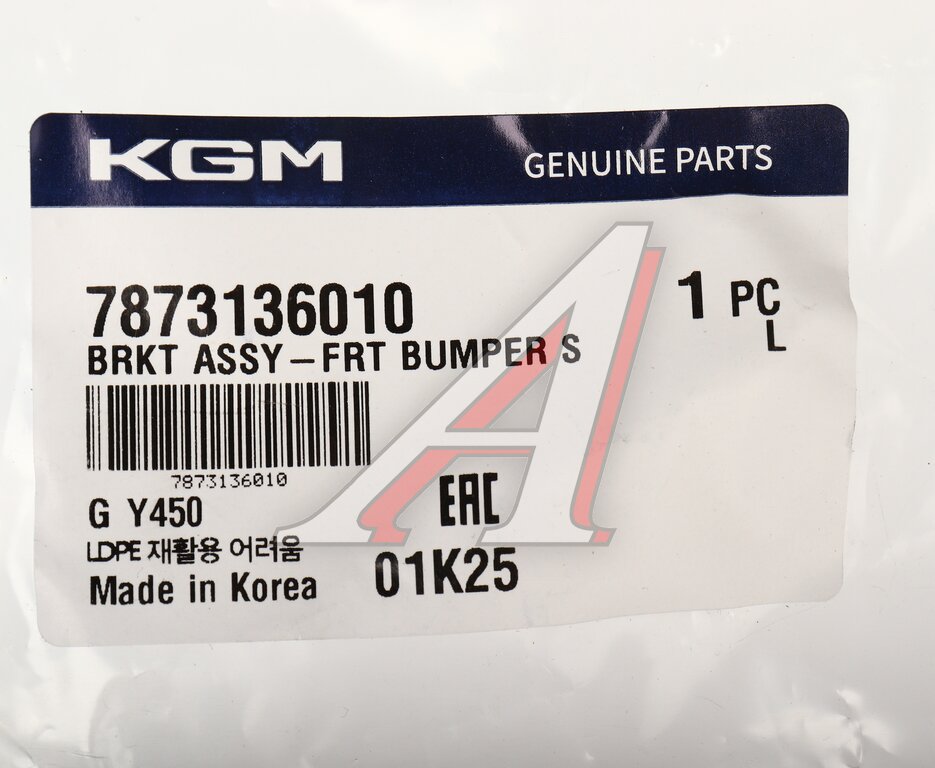 KGM GENUINE PARTS
7873136010 1 PC
BRKT ASSY-FRT BUMPER S L
7873136010
G Y450 EAC
LDPE 재활용 어려움
Made in Korea 01K25